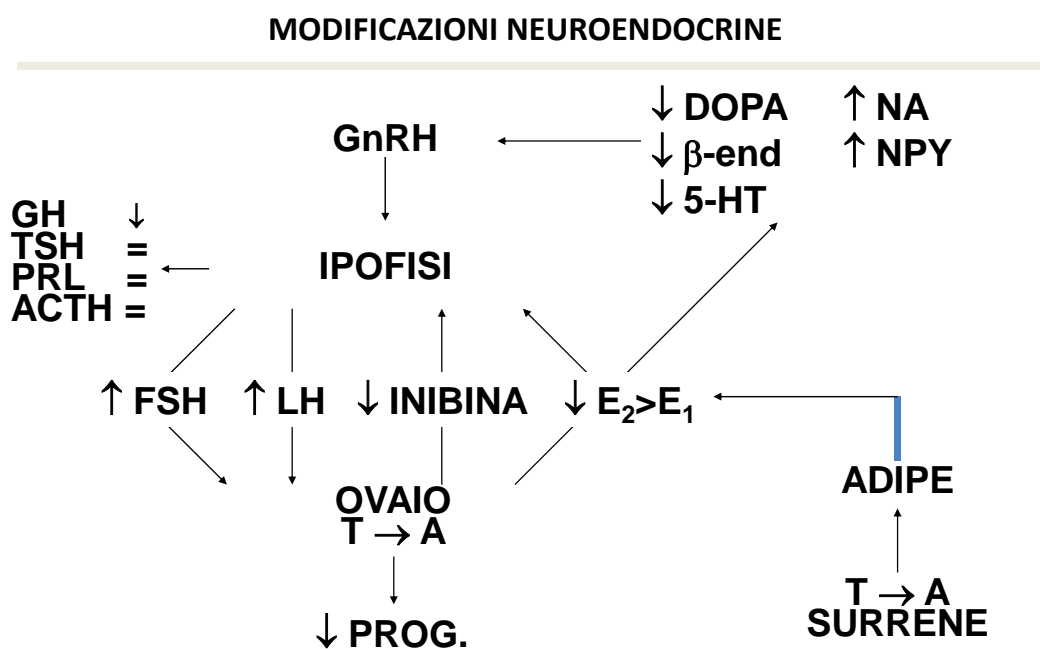 MODIFICAZIONI NEUROENDOCRINE
↓ DOPA ↑ NA
GnRH
↓ β-end ↑ NPY
↓ 5-HT
GH ↓
TSH =
PRL =
ACTH =
IPOFISI
↑ FSH ↑ LH ↓ INIBINA ↓ E₂>E₁
ADIPE
OVAIO
T → A
T → A
SURRENE
↓ PROG.